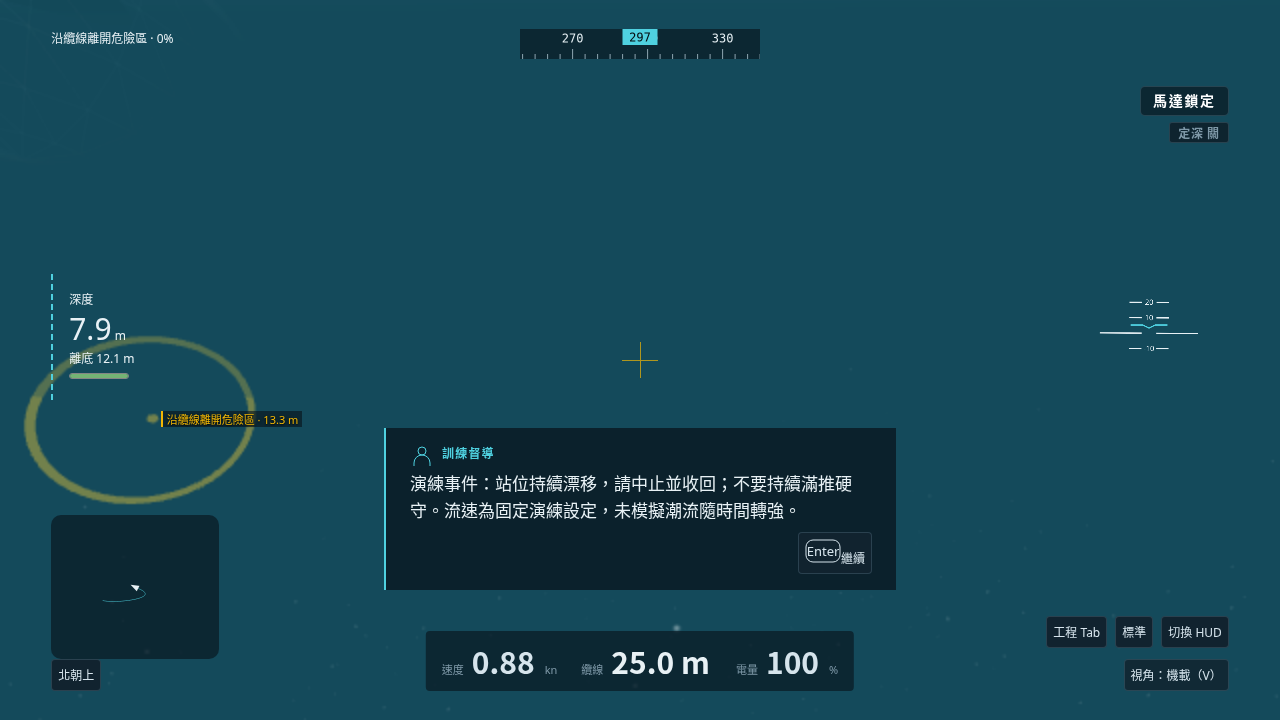 沿纜線離開危險區 · 0%
270
297
330
馬達鎖定
定深 關
深度
7.9 m
離底 12.1 m
20
10
10
沿纜線離開危險區 · 13.3 m
訓練督導
演練事件：站位持續漂移，請中止並收回；不要持續滿推硬
守。流速為固定演練設定，未模擬潮流隨時間轉強。
Enter 繼續
工程 Tab
標準
切換 HUD
速度 0.88 kn 纜線 25.0 m 電量 100 %
北朝上
視角：機載（V）